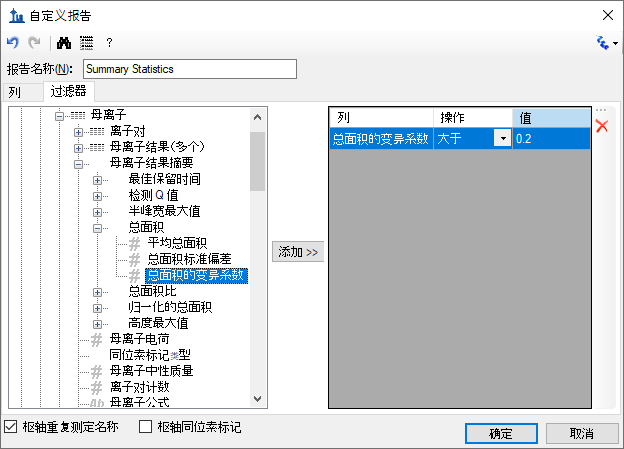 自定义报告
?
报告名称(N): Summary Statistics
列 过滤器
母离子
离子对
母离子结果(多个)
母离子结果摘要
最佳保留时间
检测 Q 值
半峰宽最大值
总面积
平均总面积
总面积标准偏差
总面积的变异系数
总面积比
归一化的总面积
高度最大值
母离子电荷
同位素标记类型
母离子中性质量
离子对计数
母离子公式
添加 >>
列 操作 值
总面积的变异系数 大于 0.2
枢轴重复测定名称 枢轴同位素标记
确定 取消